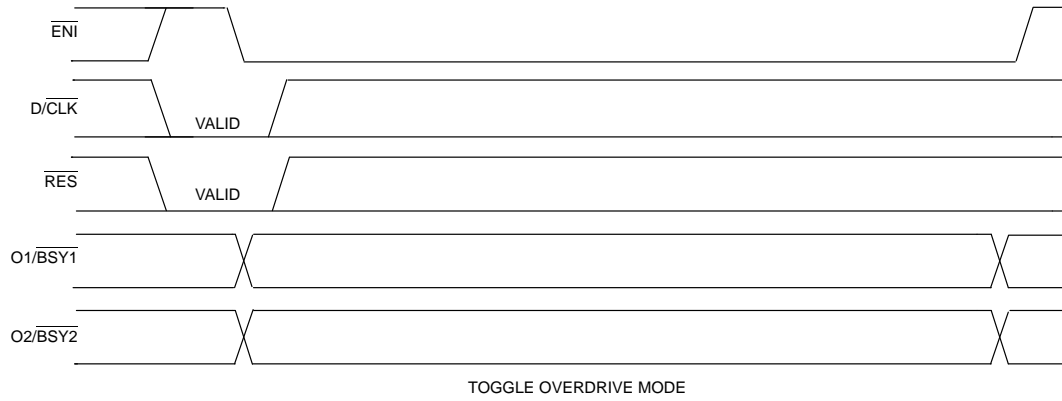 ENI
D/CLK
VALID
RES
VALID
O1/BSY1
O2/BSY2
TOGGLE OVERDRIVE MODE